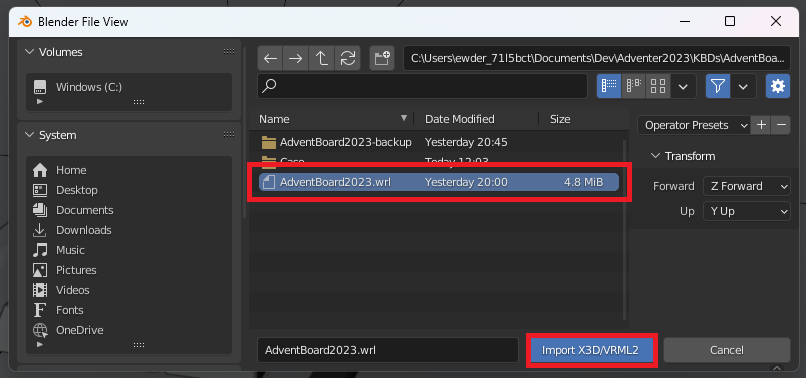 Blender File View
Volumes
Windows (C:)
System
Home
Desktop
Documents
Downloads
Music
Pictures
Videos
Fonts
OneDrive
C:\Users\ewder_71l5bct\Documents\Dev\Adventer2023\KBDs\AdventBoa...
Name Date Modified Size
AdventBoard2023-backup Yesterday 20:45
Case Today 12:03
AdventBoard2023.wrl Yesterday 20:00 4.8 MiB
Operator Presets
Transform
Forward Z Forward
Up Y Up
AdventBoard2023.wrl
Import X3D/VRML2
Cancel